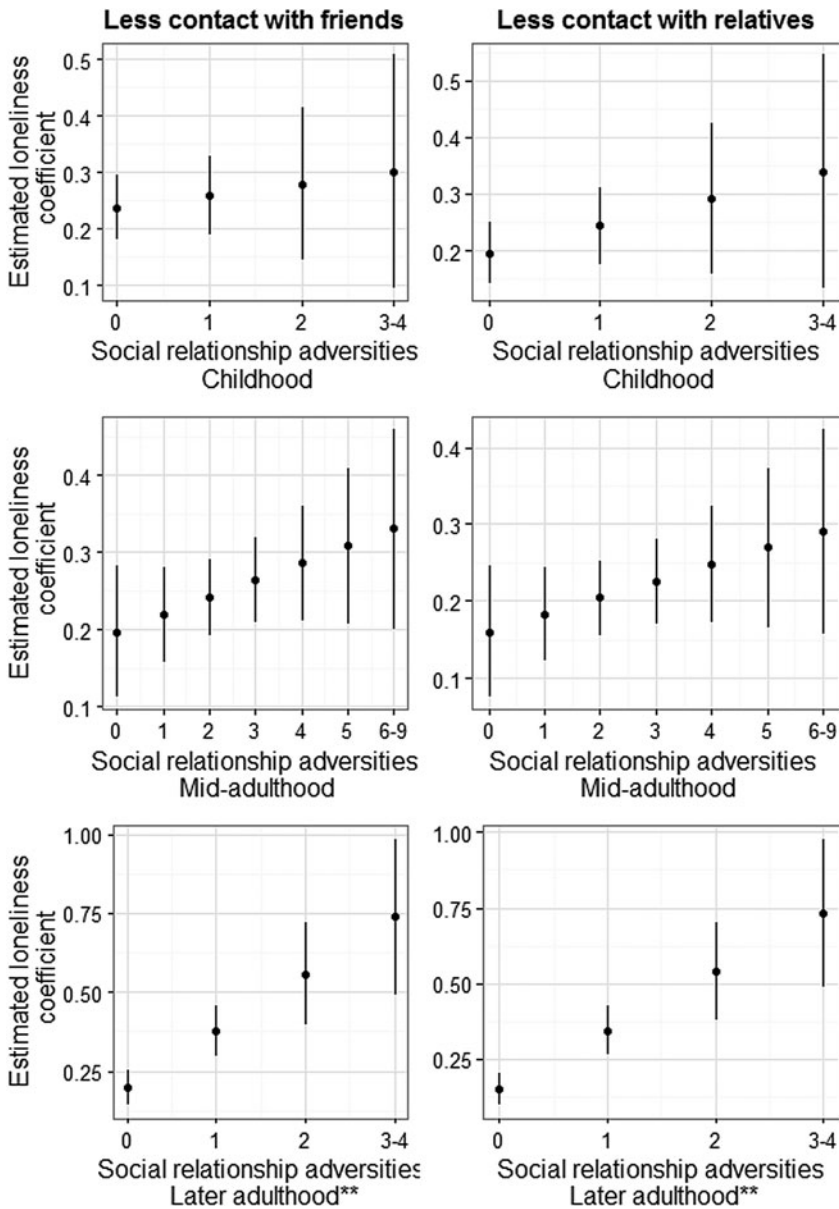 Less contact with friends
Less contact with relatives
Estimated loneliness
coefficient
0.5
0.4
0.3
0.2
0.1
0
1
2
3-4
Social relationship adversities
Childhood
0.5
0.4
0.3
0.2
0
1
2
3-4
Social relationship adversities
Childhood
Estimated loneliness
coefficient
0.4
0.3
0.2
0.1
0
1
2
3
4
5
6-9
Social relationship adversities
Mid-adulthood
0.4
0.3
0.2
0.1
0
1
2
3
4
5
6-9
Social relationship adversities
Mid-adulthood
Estimated loneliness
coefficient
1.00
0.75
0.50
0.25
0
1
2
3-4
Social relationship adversities
Later adulthood**
1.00
0.75
0.50
0.25
0
1
2
3-4
Social relationship adversities
Later adulthood**